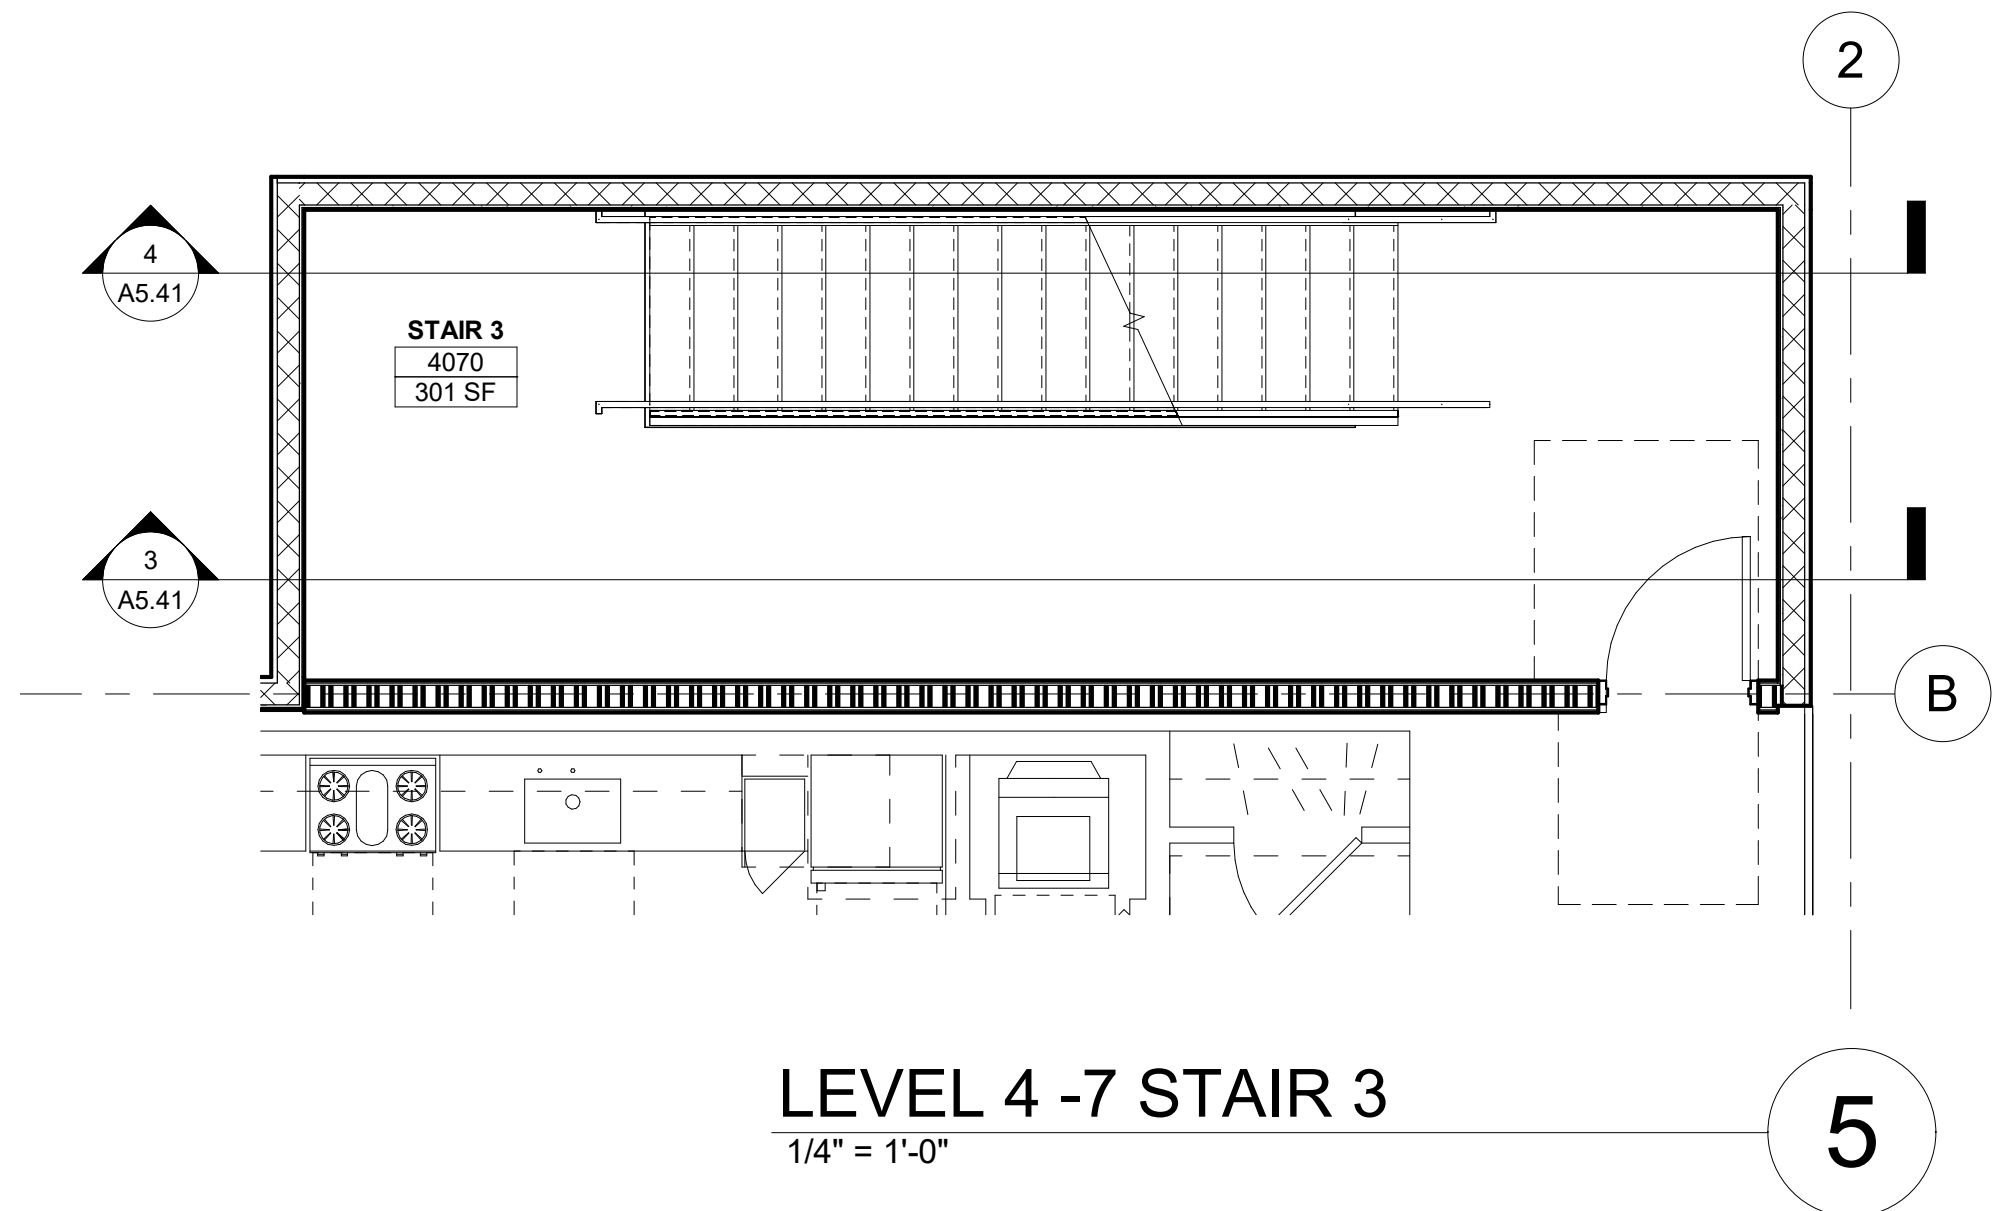 2
4
A5.41
STAIR 3
4070
301 SF
3
A5.41
B
LEVEL 4 -7 STAIR 3
1/4" = 1'-0"
5